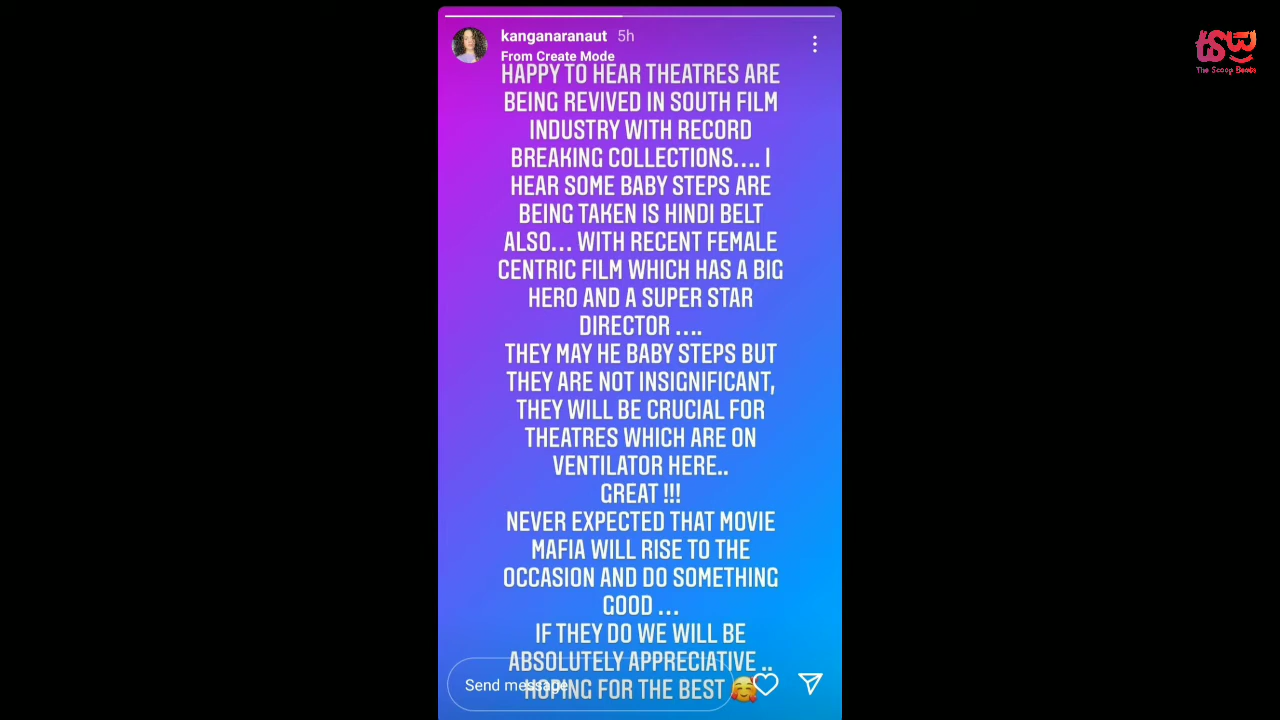 kanganaranaut 5h
From Create Mode
HAPPY TO HEAR THEATRES ARE
BEING REVIVED IN SOUTH FILM
INDUSTRY WITH RECORD
BREAKING COLLECTIONS.... I
HEAR SOME BABY STEPS ARE
BEING TAKEN IS HINDI BELT
ALSO... WITH RECENT FEMALE
CENTRIC FILM WHICH HAS A BIG
HERO AND A SUPER STAR
DIRECTOR ....
THEY MAY HE BABY STEPS BUT
THEY ARE NOT INSIGNIFICANT,
THEY WILL BE CRUCIAL FOR
THEATRES WHICH ARE ON
VENTILATOR HERE..
GREAT !!!
NEVER EXPECTED THAT MOVIE
MAFIA WILL RISE TO THE
OCCASION AND DO SOMETHING
GOOD ...
IF THEY DO WE WILL BE
ABSOLUTELY APPRECIATIVE ..
HOPING FOR THE BEST 🥰
Send message
tsw
The Scoop Beats